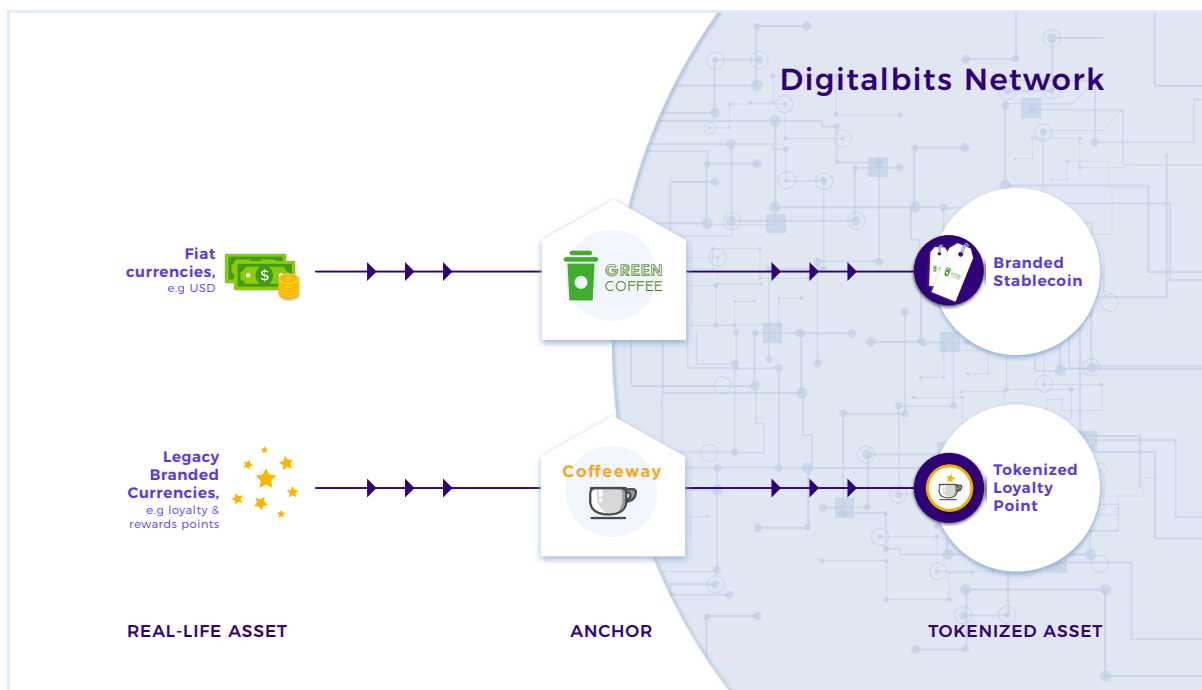 Digitalbits Network
Fiat
currencies,
e.g USD
$
GREEN
COFFEE
Branded
Stablecoin
Legacy
Branded
Currencies,
e.g loyalty &
rewards points
Coffeeway
Tokenized
Loyalty
Point
REAL-LIFE ASSET
ANCHOR
TOKENIZED ASSET